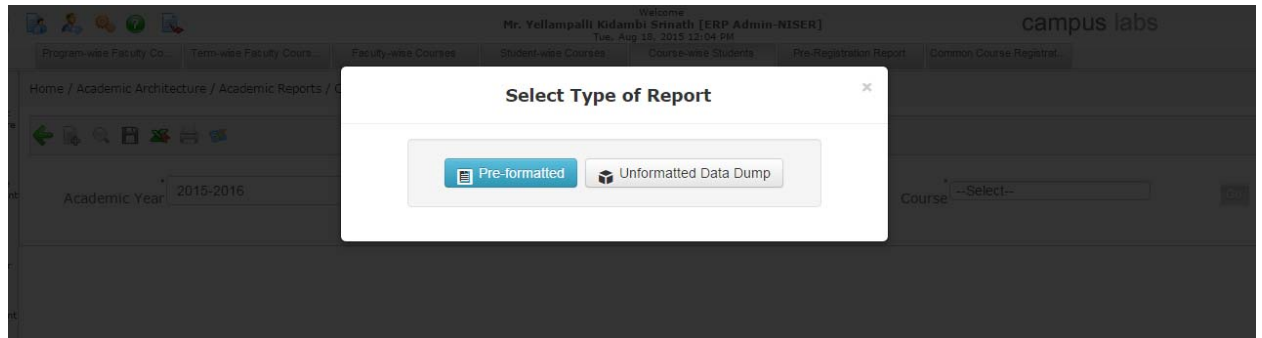 Welcome
Mr. Yellampalli Kidambi Srinath [ERP Admin-NISER]
Tue, Aug 18, 2015 12:04 PM
campus labs
Program-wise Faculty Co... Term-wise Faculty Cours... Faculty-wise Courses Student-wise Courses Course-wise Students Pre-Registration Report Common Course Registrat...
Home / Academic Architecture / Academic Reports /
Select Type of Report ×
Pre-formatted Unformatted Data Dump
Academic Year * 2015-2016 Course * --Select-- Go